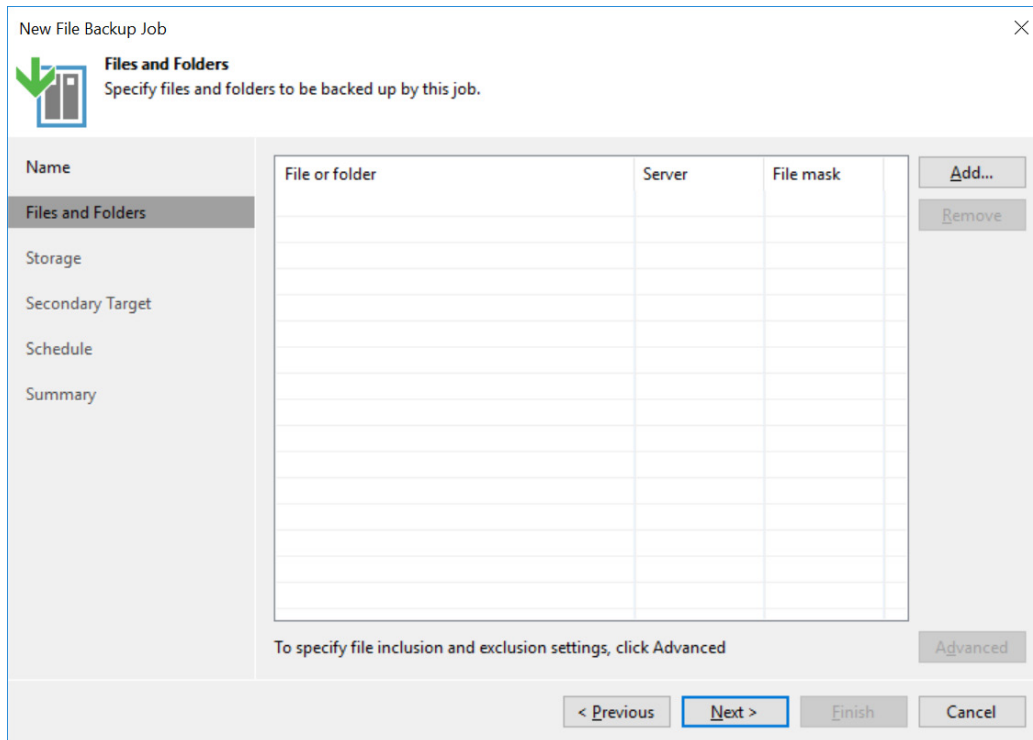 New File Backup Job
Files and Folders
Specify files and folders to be backed up by this job.
Name
Files and Folders
Storage
Secondary Target
Schedule
Summary
File or folder Server File mask
Add...
Remove
To specify file inclusion and exclusion settings, click Advanced
Advanced
< Previous Next > Finish Cancel